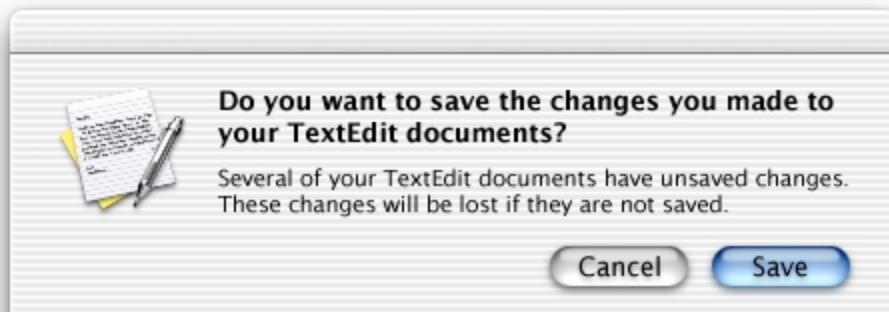 Do you want to save the changes you made to
your TextEdit documents?
Several of your TextEdit documents have unsaved changes.
These changes will be lost if they are not saved.
Cancel
Save